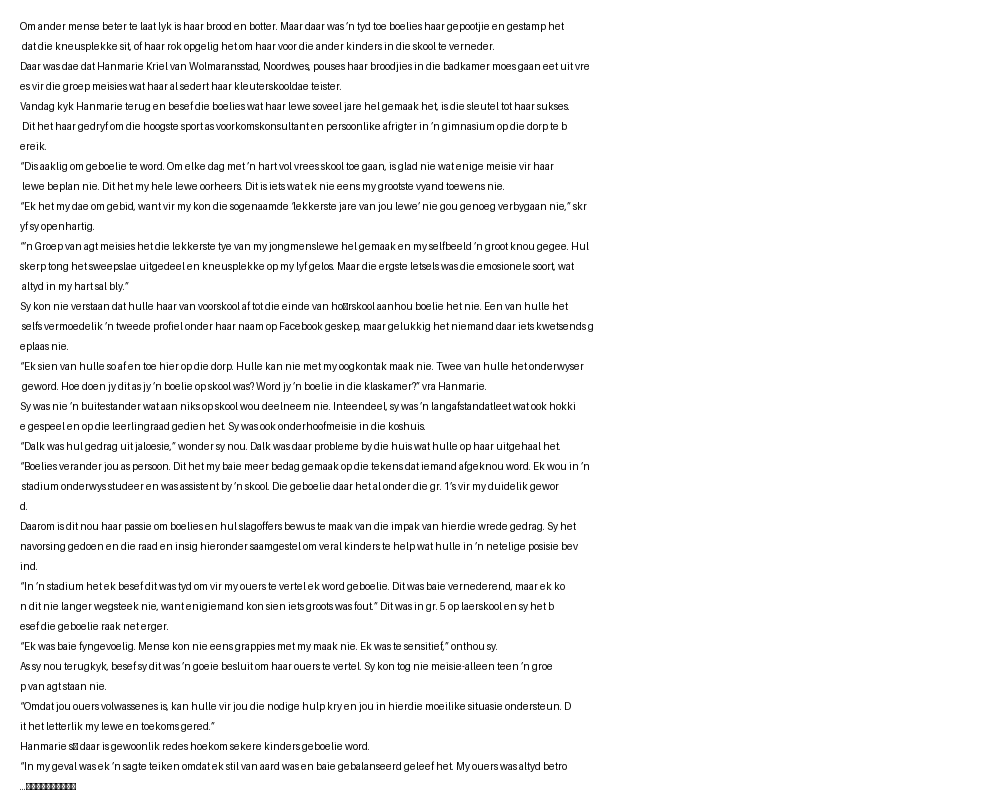 Om ander mense beter te laat lyk is haar brood en botter. Maar daar was ’n tyd toe boelies haar gepootjie en gestamp het
dat die kneusplekke sit, of haar rok opgelig het om haar voor die ander kinders in die skool te verneder.
Daar was dae dat Hanmarie Kriel van Wolmaransstad, Noordwes, pouses haar broodjies in die badkamer moes gaan eet uit vre
es vir die groep meisies wat haar al sedert haar kleuterskooldae teister.
Vandag kyk Hanmarie terug en besef die boelies wat haar lewe soveel jare hel gemaak het, is die sleutel tot haar sukses.
Dit het haar gedryf om die hoogste sport as voorkomskonsultant en persoonlike afrigter in ’n gimnasium op die dorp te b
ereik.
“Dis aaklig om geboelie te word. Om elke dag met ’n hart vol vrees skool toe gaan, is glad nie wat enige meisie vir haar
lewe beplan nie. Dit het my hele lewe oorheers. Dit is iets wat ek nie eens my grootste vyand toewens nie.
“Ek het my dae om gebid, want vir my kon die sogenaamde ‘lekkerste jare van jou lewe’ nie gou genoeg verbygaan nie,” skr
yf sy openhartig.
“’n Groep van agt meisies het die lekkerste tye van my jongmenslewe hel gemaak en my selfbeeld ’n groot knou gegee. Hul
skerp tong het sweepslae uitgedeel en kneusplekke op my lyf gelos. Maar die ergste letsels was die emosionele soort, wat
altyd in my hart sal bly.”
Sy kon nie verstaan dat hulle haar van voorskool af tot die einde van ho□rskool aanhou boelie het nie. Een van hulle het
selfs vermoedelik ’n tweede profiel onder haar naam op Facebook geskep, maar gelukkig het niemand daar iets kwetsends g
eplaas nie.
“Ek sien van hulle so af en toe hier op die dorp. Hulle kan nie met my oogkontak maak nie. Twee van hulle het onderwyser
geword. Hoe doen jy dit as jy ’n boelie op skool was? Word jy ’n boelie in die klaskamer?” vra Hanmarie.
Sy was nie ’n buitestander wat aan niks op skool wou deelneem nie. Inteendeel, sy was ’n langafstandatleet wat ook hokki
e gespeel en op die leerlingraad gedien het. Sy was ook onderhoofmeisie in die koshuis.
“Dalk was hul gedrag uit jaloesie,” wonder sy nou. Dalk was daar probleme by die huis wat hulle op haar uitgehaal het.
“Boelies verander jou as persoon. Dit het my baie meer bedag gemaak op die tekens dat iemand afgeknou word. Ek wou in ’n
stadium onderwys studeer en was assistent by ’n skool. Die geboelie daar het al onder die gr. 1’s vir my duidelik gewor
d.
Daarom is dit nou haar passie om boelies en hul slagoffers bewus te maak van die impak van hierdie wrede gedrag. Sy het
navorsing gedoen en die raad en insig hieronder saamgestel om veral kinders te help wat hulle in ’n netelige posisie bev
ind.
“In ’n stadium het ek besef dit was tyd om vir my ouers te vertel ek word geboelie. Dit was baie vernederend, maar ek ko
n dit nie langer wegsteek nie, want enigiemand kon sien iets groots was fout.” Dit was in gr. 5 op laerskool en sy het b
esef die geboelie raak net erger.
“Ek was baie fyngevoelig. Mense kon nie eens grappies met my maak nie. Ek was te sensitief,” onthou sy.
As sy nou terugkyk, besef sy dit was ’n goeie besluit om haar ouers te vertel. Sy kon tog nie meisie-alleen teen ’n groe
p van agt staan nie.
“Omdat jou ouers volwassenes is, kan hulle vir jou die nodige hulp kry en jou in hierdie moeilike situasie ondersteun. D
it het letterlik my lewe en toekoms gered.”
Hanmarie s□ daar is gewoonlik redes hoekom sekere kinders geboelie word.
“In my geval was ek ’n sagte teiken omdat ek stil van aard was en baie gebalanseerd geleef het. My ouers was altyd betro
...